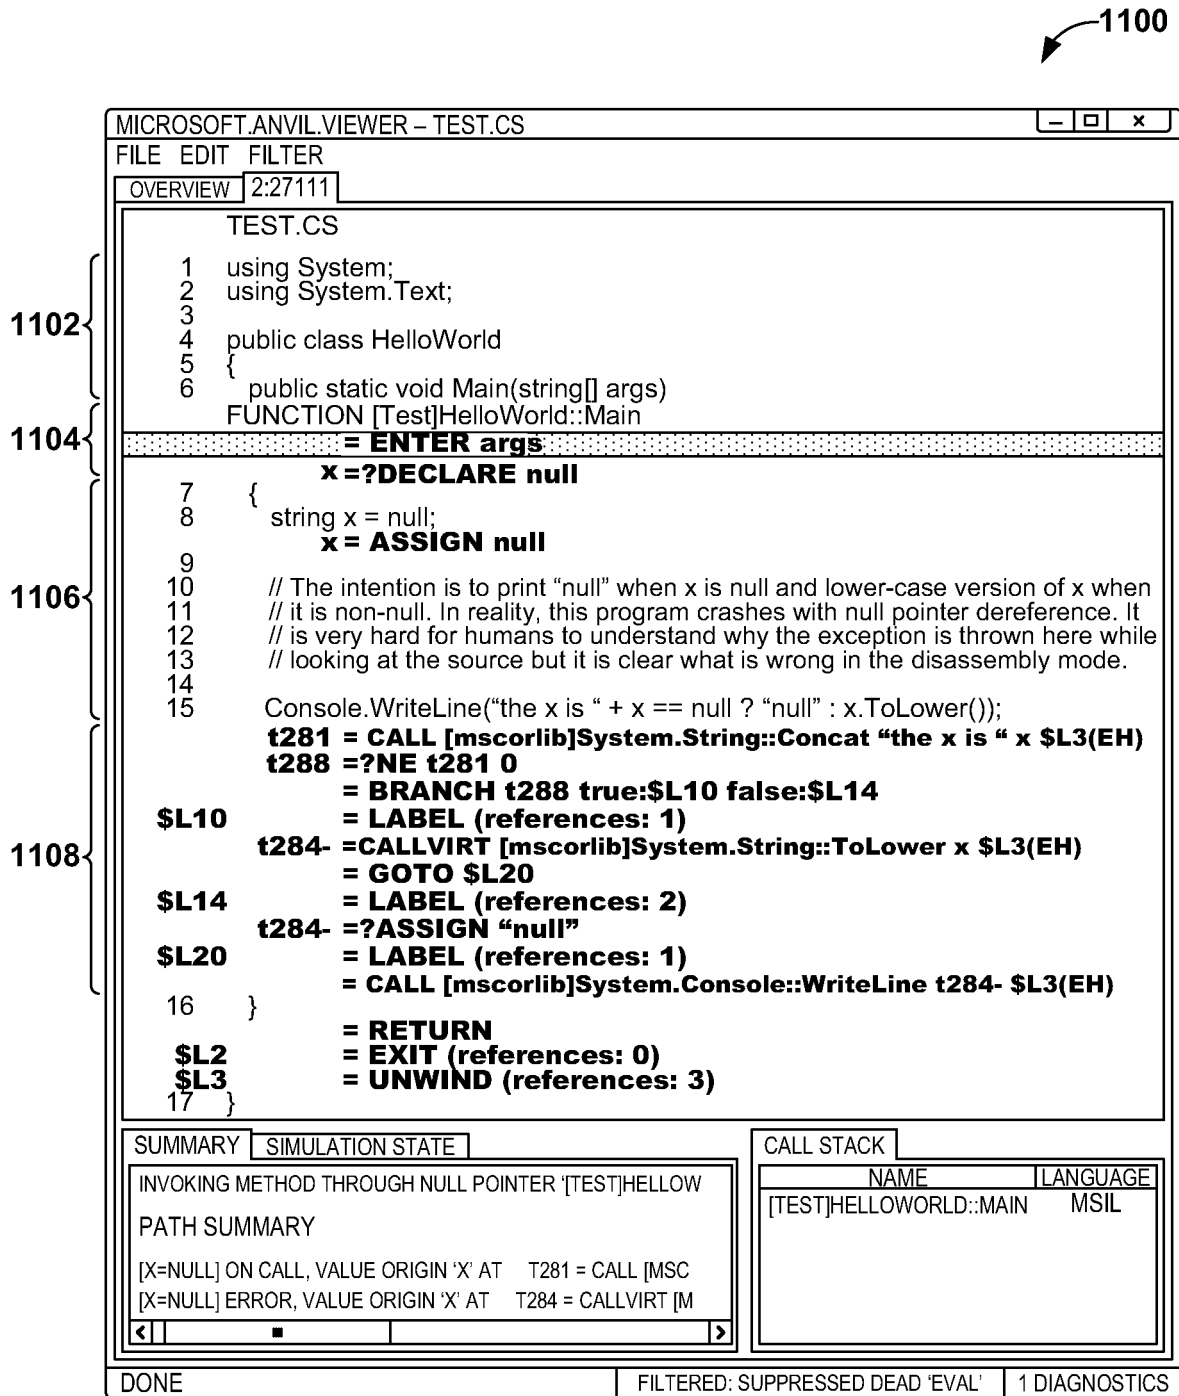 1100
MICROSOFT.ANVIL.VIEWER – TEST.CS
FILE EDIT FILTER
OVERVIEW 2:27111
TEST.CS
1 using System;
2 using System.Text;
3
1102
4 public class HelloWorld
5 {
6 public static void Main(string[] args)
FUNCTION [Test]HelloWorld::Main
1104
= ENTER args
x =?DECLARE null
7 {
8 string x = null;
x = ASSIGN null
9
10 // The intention is to print “null” when x is null and lower-case version of x when
1106
11 // it is non-null. In reality, this program crashes with null pointer dereference. It
12 // is very hard for humans to understand why the exception is thrown here while
13 // looking at the source but it is clear what is wrong in the disassembly mode.
14
15 Console.WriteLine(“the x is “ + x == null ? “null” : x.ToLower());
t281 = CALL [mscorlib]System.String::Concat “the x is “ x $L3(EH)
t288 =?NE t281 0
= BRANCH t288 true:$L10 false:$L14
$L10 = LABEL (references: 1)
1108
t284- =CALLVIRT [mscorlib]System.String::ToLower x $L3(EH)
= GOTO $L20
$L14 = LABEL (references: 2)
t284- =?ASSIGN “null”
$L20 = LABEL (references: 1)
= CALL [mscorlib]System.Console::WriteLine t284- $L3(EH)
16 }
= RETURN
$L2 = EXIT (references: 0)
$L3 = UNWIND (references: 3)
17 }
SUMMARY SIMULATION STATE
INVOKING METHOD THROUGH NULL POINTER ‘[TEST]HELLOW
PATH SUMMARY
[X=NULL] ON CALL, VALUE ORIGIN ‘X’ AT T281 = CALL [MSC
[X=NULL] ERROR, VALUE ORIGIN ‘X’ AT T284 = CALLVIRT [M
CALL STACK
NAME LANGUAGE
[TEST]HELLOWORLD::MAIN MSIL
DONE FILTERED: SUPPRESSED DEAD ‘EVAL’ 1 DIAGNOSTICS